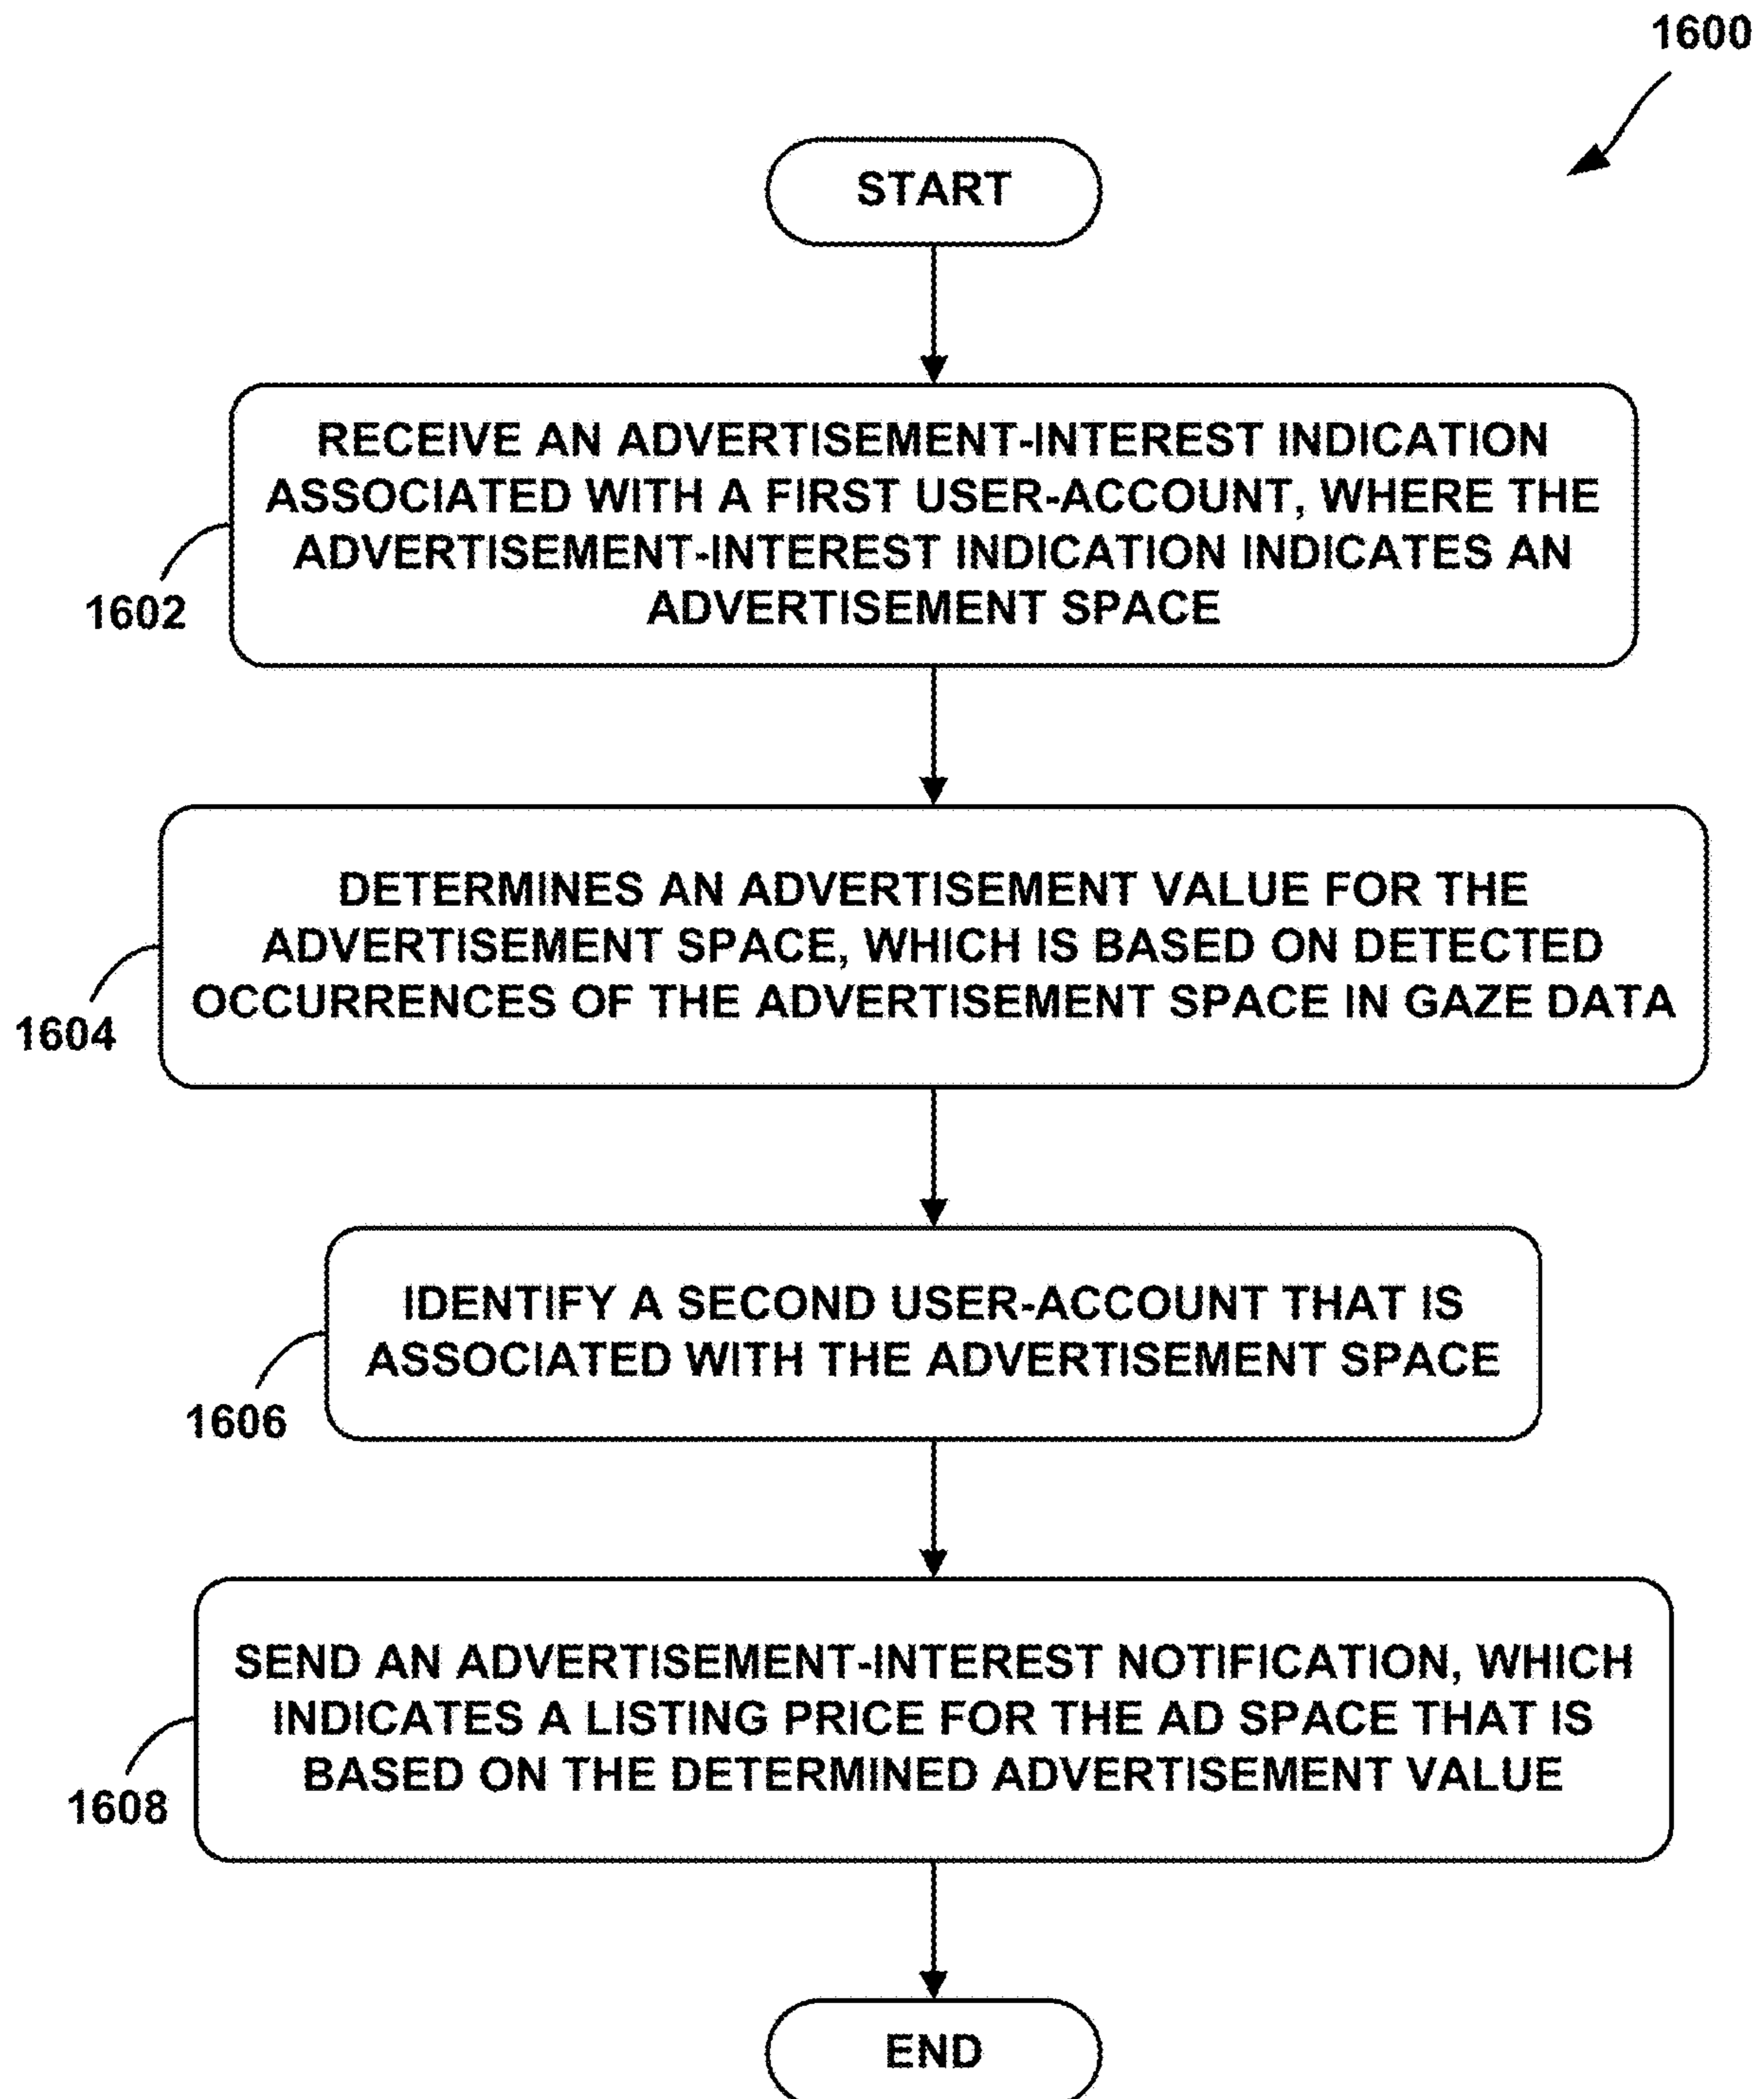 1600
START
RECEIVE AN ADVERTISEMENT-INTEREST INDICATION
ASSOCIATED WITH A FIRST USER-ACCOUNT, WHERE THE
ADVERTISEMENT-INTEREST INDICATION INDICATES AN
ADVERTISEMENT SPACE
1602
DETERMINES AN ADVERTISEMENT VALUE FOR THE
ADVERTISEMENT SPACE, WHICH IS BASED ON DETECTED
OCCURRENCES OF THE ADVERTISEMENT SPACE IN GAZE DATA
1604
IDENTIFY A SECOND USER-ACCOUNT THAT IS
ASSOCIATED WITH THE ADVERTISEMENT SPACE
1606
SEND AN ADVERTISEMENT-INTEREST NOTIFICATION, WHICH
INDICATES A LISTING PRICE FOR THE AD SPACE THAT IS
BASED ON THE DETERMINED ADVERTISEMENT VALUE
1608
END